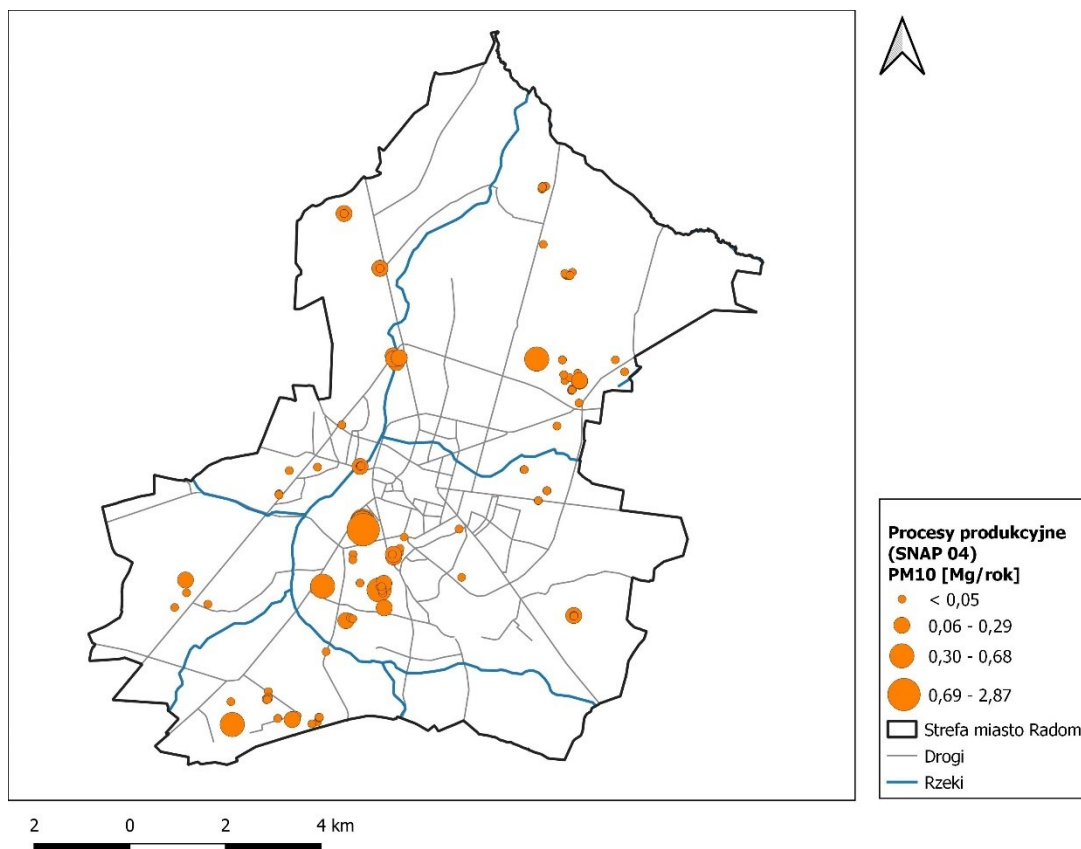 Procesy produkcyjne
(SNAP 04)
PM10 [Mg/rok]
< 0,05
0,06 - 0,29
0,30 - 0,68
0,69 - 2,87
Strefa miasto Radom
Drogi
Rzeki
2 0 2 4 km